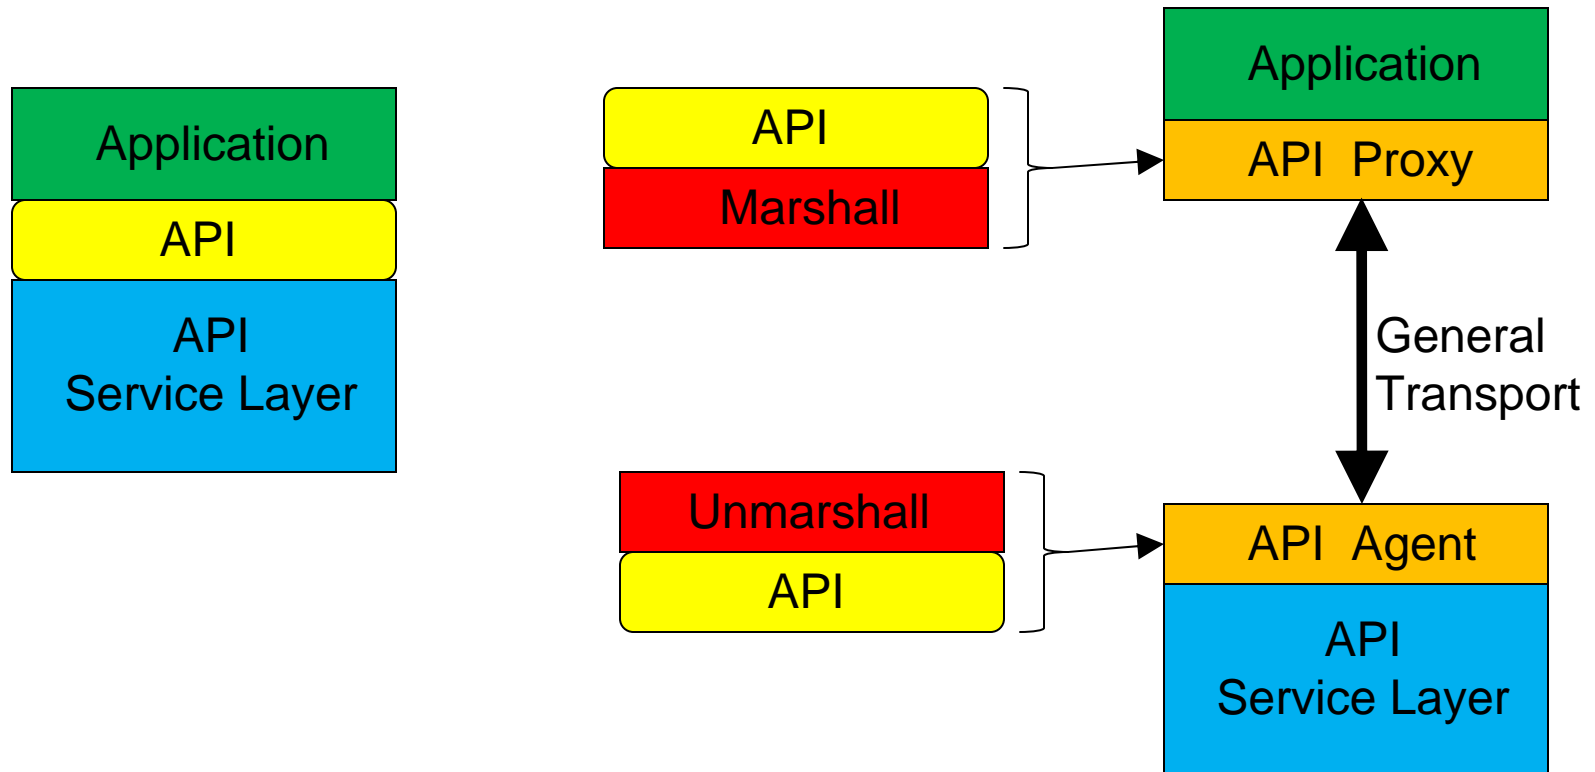 Application
API
API
Service Layer
API
Marshall
Unmarshall
API
Application
API Proxy
General
Transport
API Agent
API
Service Layer